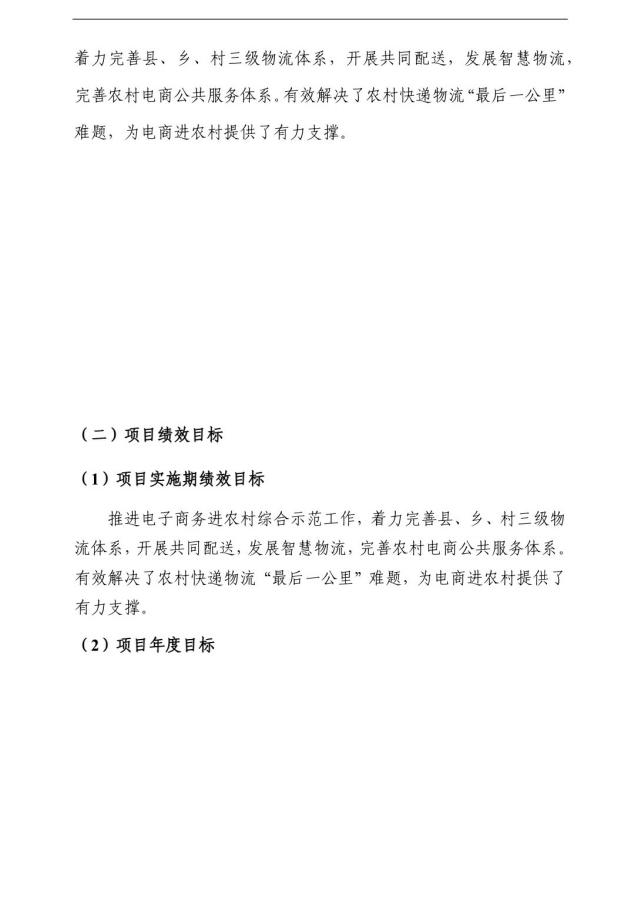 着力完善县、乡、村三级物流体系，开展共同配送，发展智慧物流，
完善农村电商公共服务体系。有效解决了农村快递物流“最后一公里”
难题，为电商进农村提供了有力支撑。
（二）项目绩效目标
（1）项目实施期绩效目标
推进电子商务进农村综合示范工作，着力完善县、乡、村三级物
流体系，开展共同配送，发展智慧物流，完善农村电商公共服务体系。
有效解决了农村快递物流“最后一公里”难题，为电商进农村提供了
有力支撑。
（2）项目年度目标